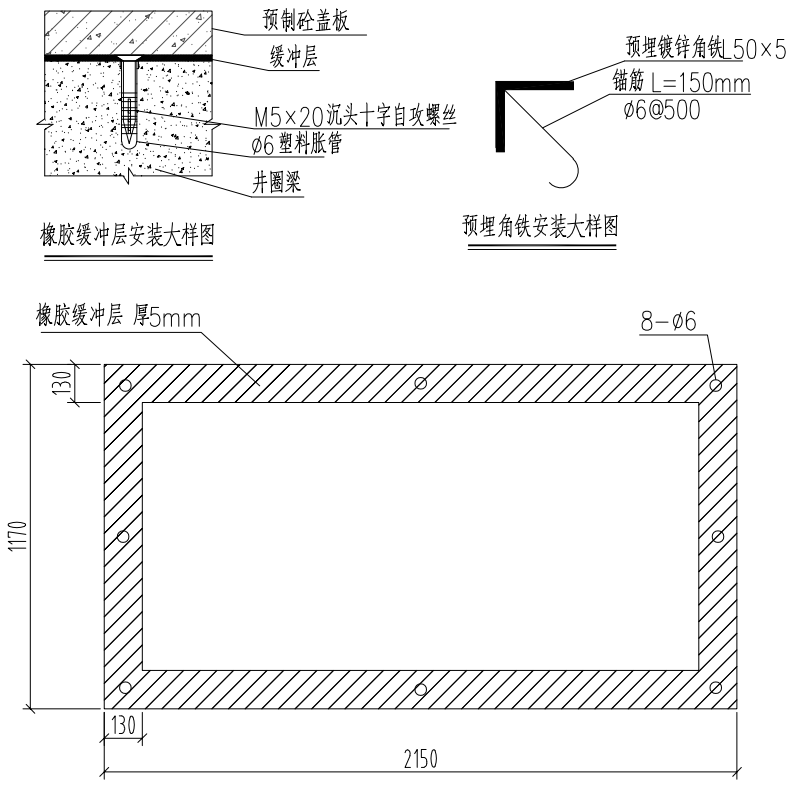 预制砼盖板
缓冲层
M5×20沉头十字自攻螺丝
ø6塑料胀管
井圈梁
橡胶缓冲层安装大样图
预埋镀锌角铁L50×5
锚筋 L=150mm
ø6@500
预埋角铁安装大样图
橡胶缓冲层 厚5mm
8-ø6
130
1170
130
2150